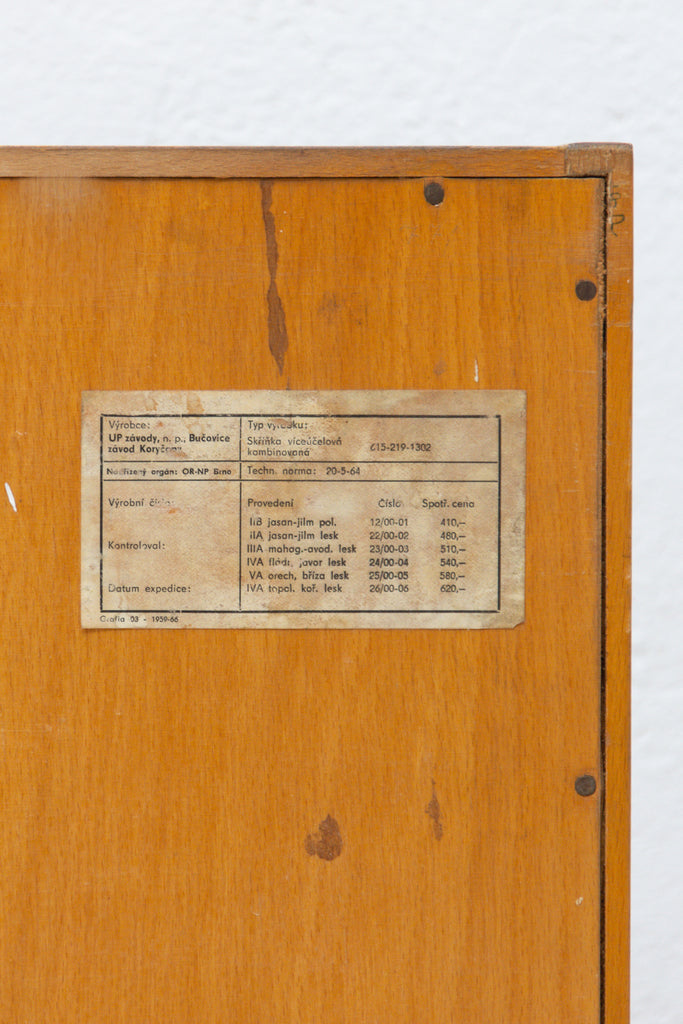 Výrobce:
UP závody, n. p., Bučovice
závod
Typ
Skříňka víceúčelová
kombinovaná
615-219-1302
Nadřízený orgán: OR-NP Brno
Techn. norma: 20-5-64
Výrobní
Kontroloval:
Datum expedice:
Provedení Číslo Spotř. cena
IIB jasan-jilm pol. 12/00-01 410,–
IIA jasan-jilm lesk 22/00-02 480,–
IIIA mahag.-avod. lesk 23/00-03 510,–
IVA javor lesk 24/00-04 540,–
VA ořech, bříza lesk 25/00-05 580,–
IVA topol. koř. lesk 26/00-06 620,–
Grafia 03 - 1959-66